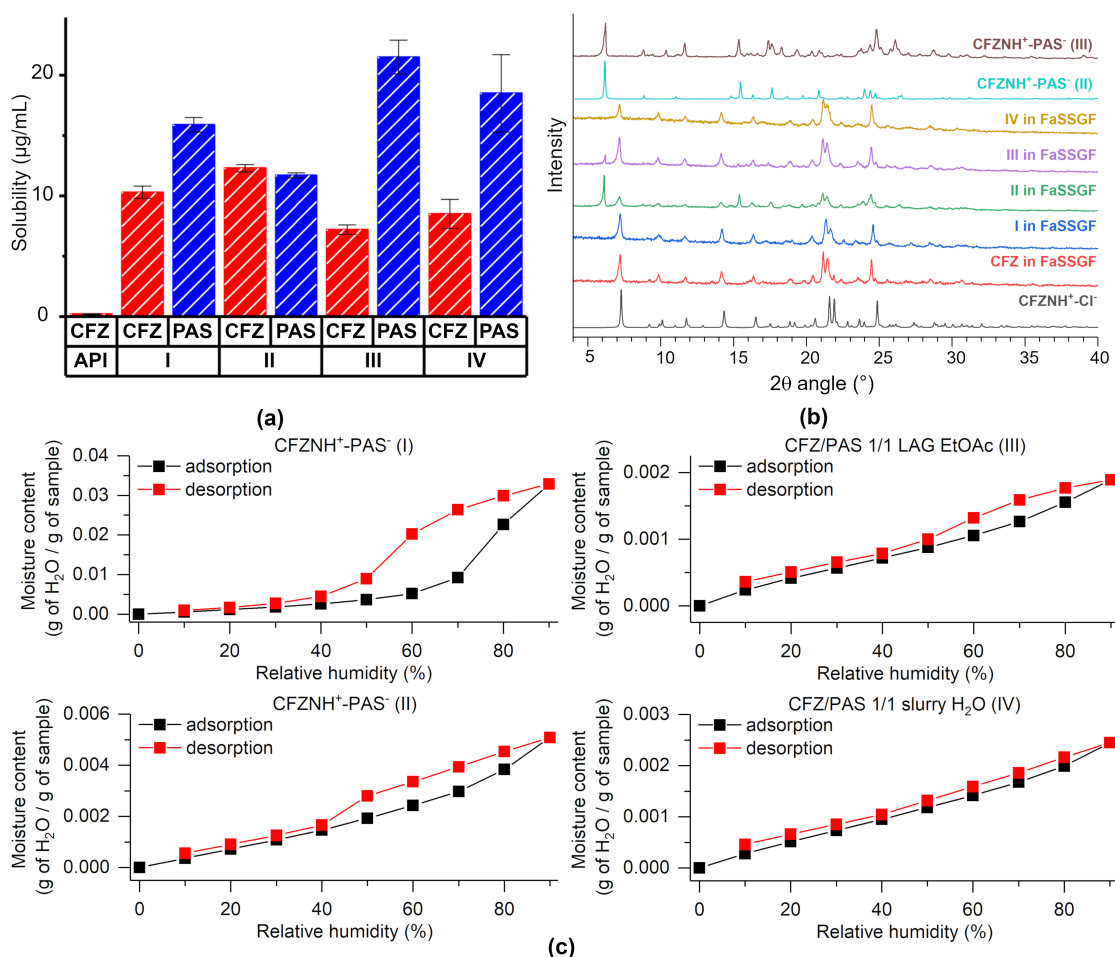 Solubility (µg/mL)
20
10
0
CFZ CFZ PAS CFZ PAS CFZ PAS CFZ PAS
API I II III IV
(a)
Intensity
CFZNH⁺-PAS⁻ (III)
CFZNH⁺-PAS⁻ (II)
IV in FaSSGF
III in FaSSGF
II in FaSSGF
I in FaSSGF
CFZ in FaSSGF
CFZNH⁺-Cl⁻
5 10 15 20 25 30 35 40
2θ angle (°)
(b)
CFZNH⁺-PAS⁻ (I)
adsorption
desorption
Moisture content
(g of H₂O / g of sample)
0.04
0.03
0.02
0.01
0.00
0 20 40 60 80
Relative humidity (%)
CFZ/PAS 1/1 LAG EtOAc (III)
adsorption
desorption
Moisture content
(g of H₂O / g of sample)
0.002
0.001
0.000
0 20 40 60 80
Relative humidity (%)
CFZNH⁺-PAS⁻ (II)
adsorption
desorption
Moisture content
(g of H₂O / g of sample)
0.006
0.004
0.002
0.000
0 20 40 60 80
Relative humidity (%)
CFZ/PAS 1/1 slurry H₂O (IV)
adsorption
desorption
Moisture content
(g of H₂O / g of sample)
0.003
0.002
0.001
0.000
0 20 40 60 80
Relative humidity (%)
(c)